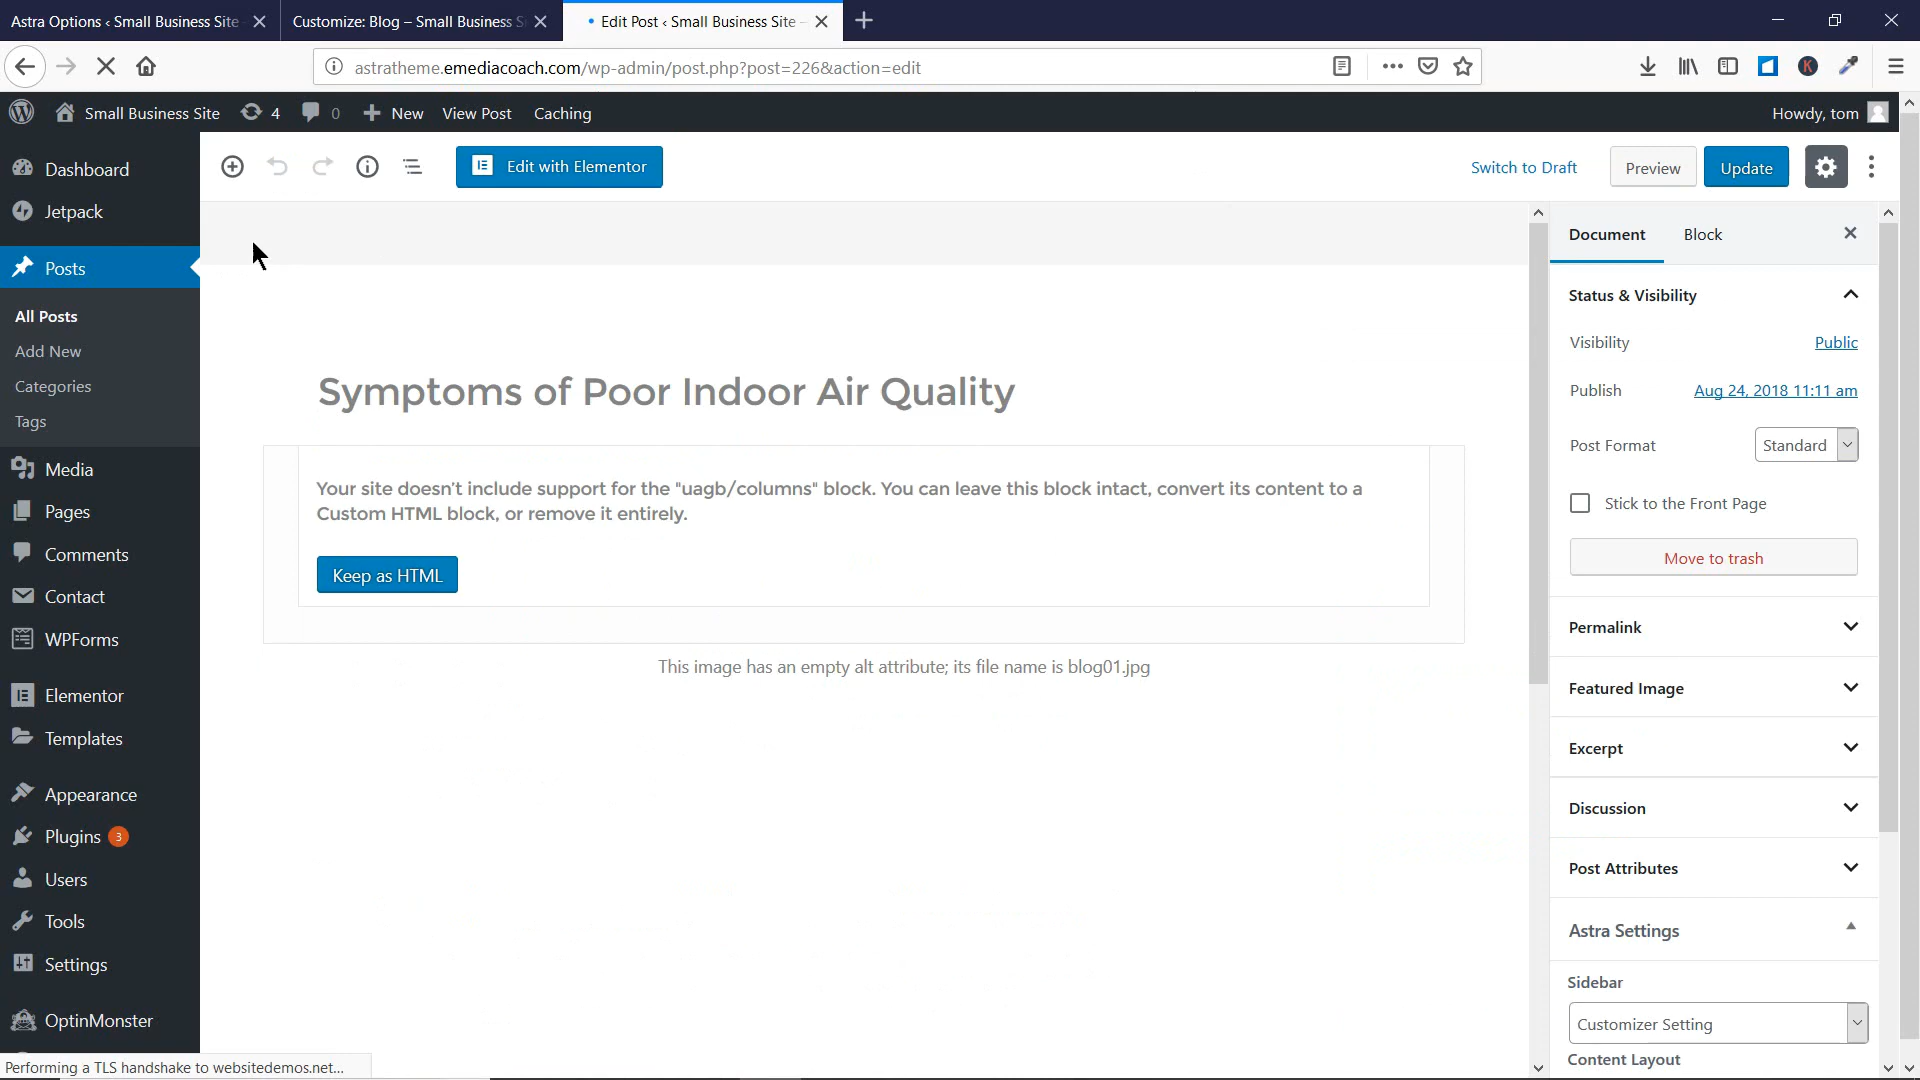 Astra Options ‹ Small Business Site
Customize: Blog – Small Business S
Edit Post ‹ Small Business Site –
astratheme.emediacoach.com/wp-admin/post.php?post=226&action=edit
Small Business Site
4
0
New
View Post
Caching
Howdy, tom
Dashboard
Jetpack
Posts
All Posts
Add New
Categories
Tags
Media
Pages
Comments
Contact
WPForms
Elementor
Templates
Appearance
Plugins 3
Users
Tools
Settings
OptinMonster
Performing a TLS handshake to websitedemos.net...
Edit with Elementor
Switch to Draft
Preview
Update
Symptoms of Poor Indoor Air Quality
Your site doesn't include support for the "uagb/columns" block. You can leave this block intact, convert its content to a
Custom HTML block, or remove it entirely.
Keep as HTML
This image has an empty alt attribute; its file name is blog01.jpg
Document
Block
Status & Visibility
Visibility
Public
Publish
Aug 24, 2018 11:11 am
Post Format
Standard
Stick to the Front Page
Move to trash
Permalink
Featured Image
Excerpt
Discussion
Post Attributes
Astra Settings
Sidebar
Customizer Setting
Content Layout